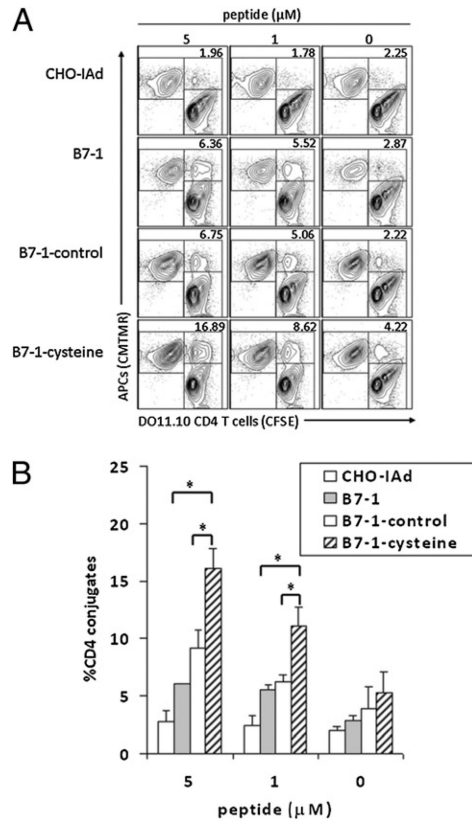 A
peptide (μM)
5 1 0
CHO-IAd
1.96 1.78 2.25
B7-1
6.36 5.52 2.87
B7-1-control
6.75 5.06 2.22
B7-1-cysteine
16.89 8.62 4.22
APCs (CMTMR)
DO11.10 CD4 T cells (CFSE)
B
25
20
15
10
5
0
%CD4 conjugates
* * * *
CHO-IAd
B7-1
B7-1-control
B7-1-cysteine
5 1 0
peptide (μM)